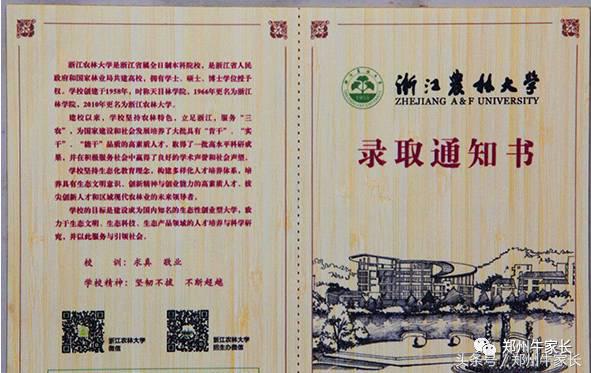 浙江农林大学是浙江省属全日制本科院校，是浙江省人民
政府和国家林业局共建高校，拥有学士、硕士、博士学位授予
权。学校创建于1958年，时称天目林学院，1966年更名为浙江
林学院，2010年更名为浙江农林大学。
建校以来，学校坚持农林特色，立足浙江，服务“三
农”，为国家建设和社会发展培养了大批具有“肯干”、“实
干”、“能干”品质的高素质人才，取得了一批高水平科研成
果，并在积极服务社会中赢得了良好的学术声誉和社会声望。
学校坚持生态化教育理念，构建多样化人才培养体系，培
养具有生态文明意识、创新精神与创业能力的高素质人才、拔
尖创新人才和区域现代农林业的未来领导者。
学校的目标是建设成为国内知名的生态性创业型大学，致
力于生态文明、生态科技、生态产品领域的人才培养与科学研
究，并以此服务与引领社会。
校 训：求真 敬业
学校精神：坚韧不拔 不断超越
浙江农林大学
微信
浙江农林大学
招生办微信
浙江农林大学
ZHEJIANG A & F UNIVERSITY
录取通知书
郑州牛家长
头条号/郑州牛家长